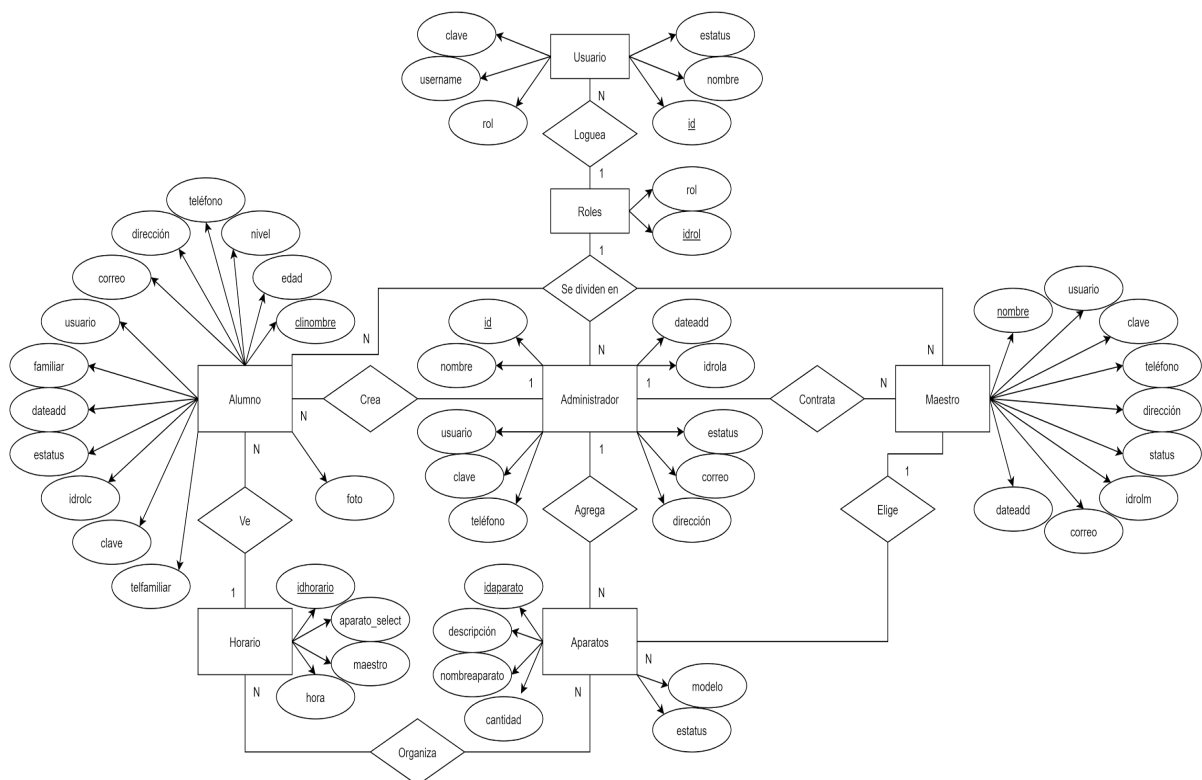 clave
Usuario
estatus
username
nombre
N
rol
id
Loguea
1
Roles
rol
idrol
1
Se dividen en
teléfono
dirección
nivel
correo
edad
clinombre
usuario
familiar
dateadd
estatus
idrolc
clave
telfamiliar
foto
N
Alumno
N
N
Crea
id
nombre
dateadd
idrola
N
1
1
Administrador
usuario
clave
teléfono
1
estatus
correo
dirección
Contrata
N
N
Maestro
nombre
usuario
clave
teléfono
dirección
status
idrolm
correo
dateadd
1
Elige
Ve
Agrega
1
N
Horario
N
idhorario
aparato_select
maestro
hora
idaparato
descripción
nombreaparato
cantidad
Aparatos
N
N
modelo
estatus
Organiza